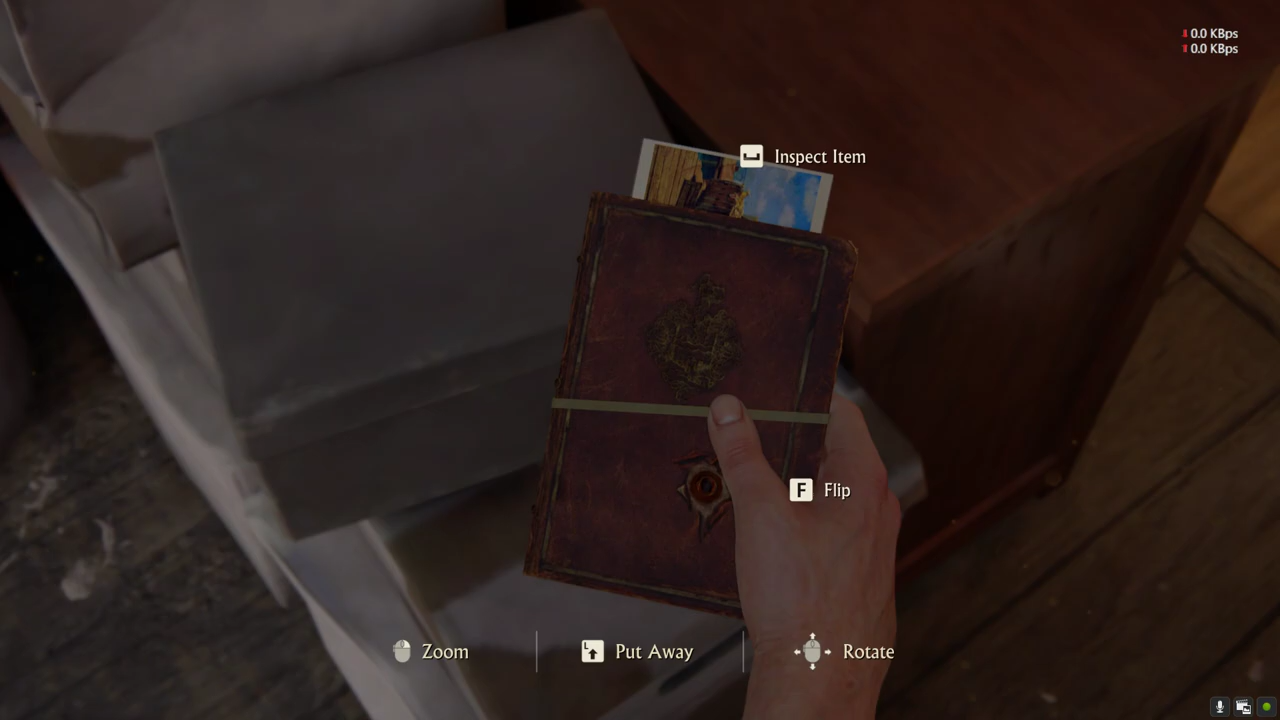 0.0 KBps
0.0 KBps
Inspect Item
F Flip
Zoom
L Put Away
Rotate